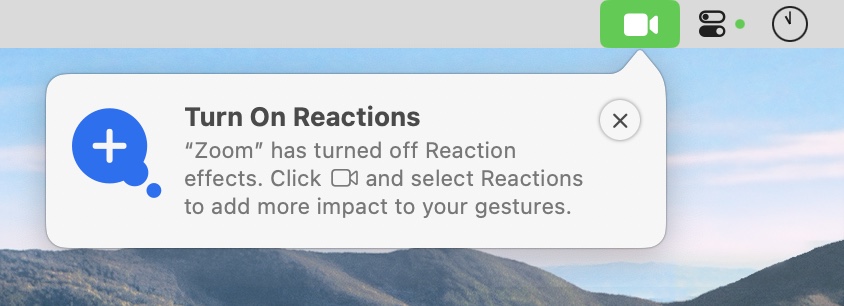 Turn On Reactions
“Zoom” has turned off Reaction
effects. Click and select Reactions
to add more impact to your gestures.